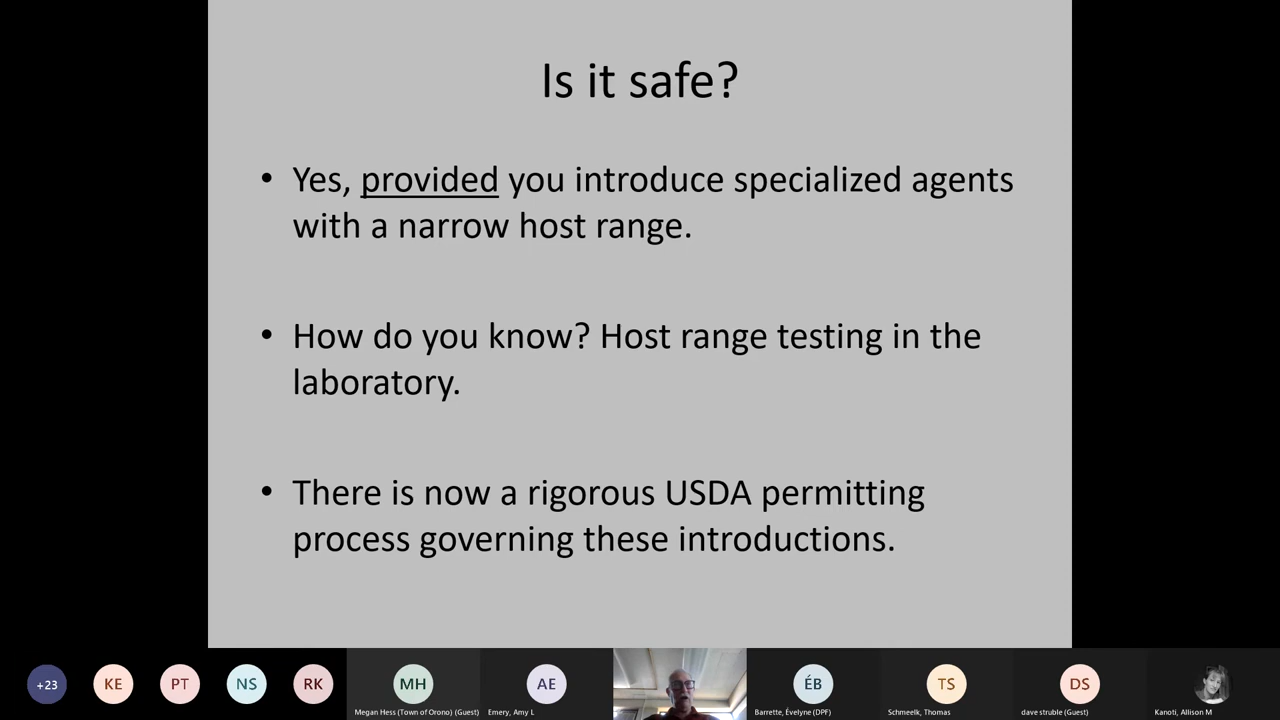 Is it safe?
• Yes, provided you introduce specialized agents
with a narrow host range.
• How do you know? Host range testing in the
laboratory.
• There is now a rigorous USDA permitting
process governing these introductions.
+23
KE
PT
NS
RK
MH
AE
ÉB
TS
DS
Megan Hess (Town of Orono) (Guest)
Emery, Amy L
Barrette, Évelyne (DPF)
Schmeelk, Thomas
dave struble (Guest)
Kanoti, Allison M